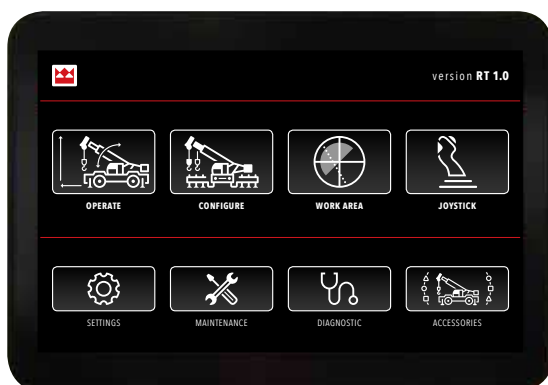 version RT 1.0
OPERATE
CONFIGURE
WORK AREA
JOYSTICK
SETTINGS
MAINTENANCE
DIAGNOSTIC
ACCESSORIES